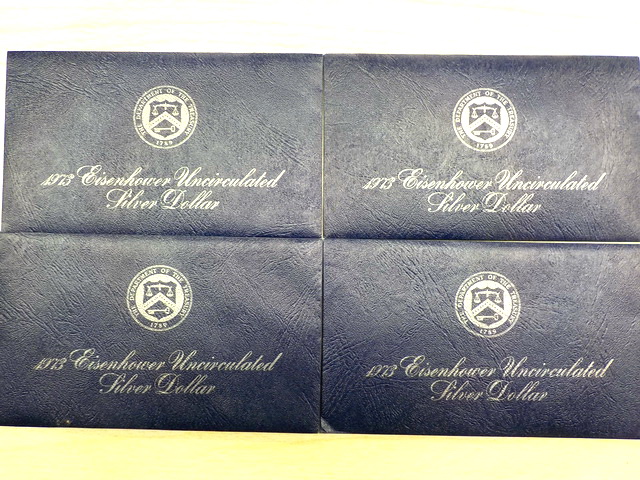 THE DEPARTMENT OF THE TREASURY
1789
1973 Eisenhower Uncirculated
Silver Dollar
THE DEPARTMENT OF THE TREASURY
1789
1973 Eisenhower Uncirculated
Silver Dollar
THE DEPARTMENT OF THE TREASURY
1789
1973 Eisenhower Uncirculated
Silver Dollar
THE DEPARTMENT OF THE TREASURY
1789
1973 Eisenhower Uncirculated
Silver Dollar